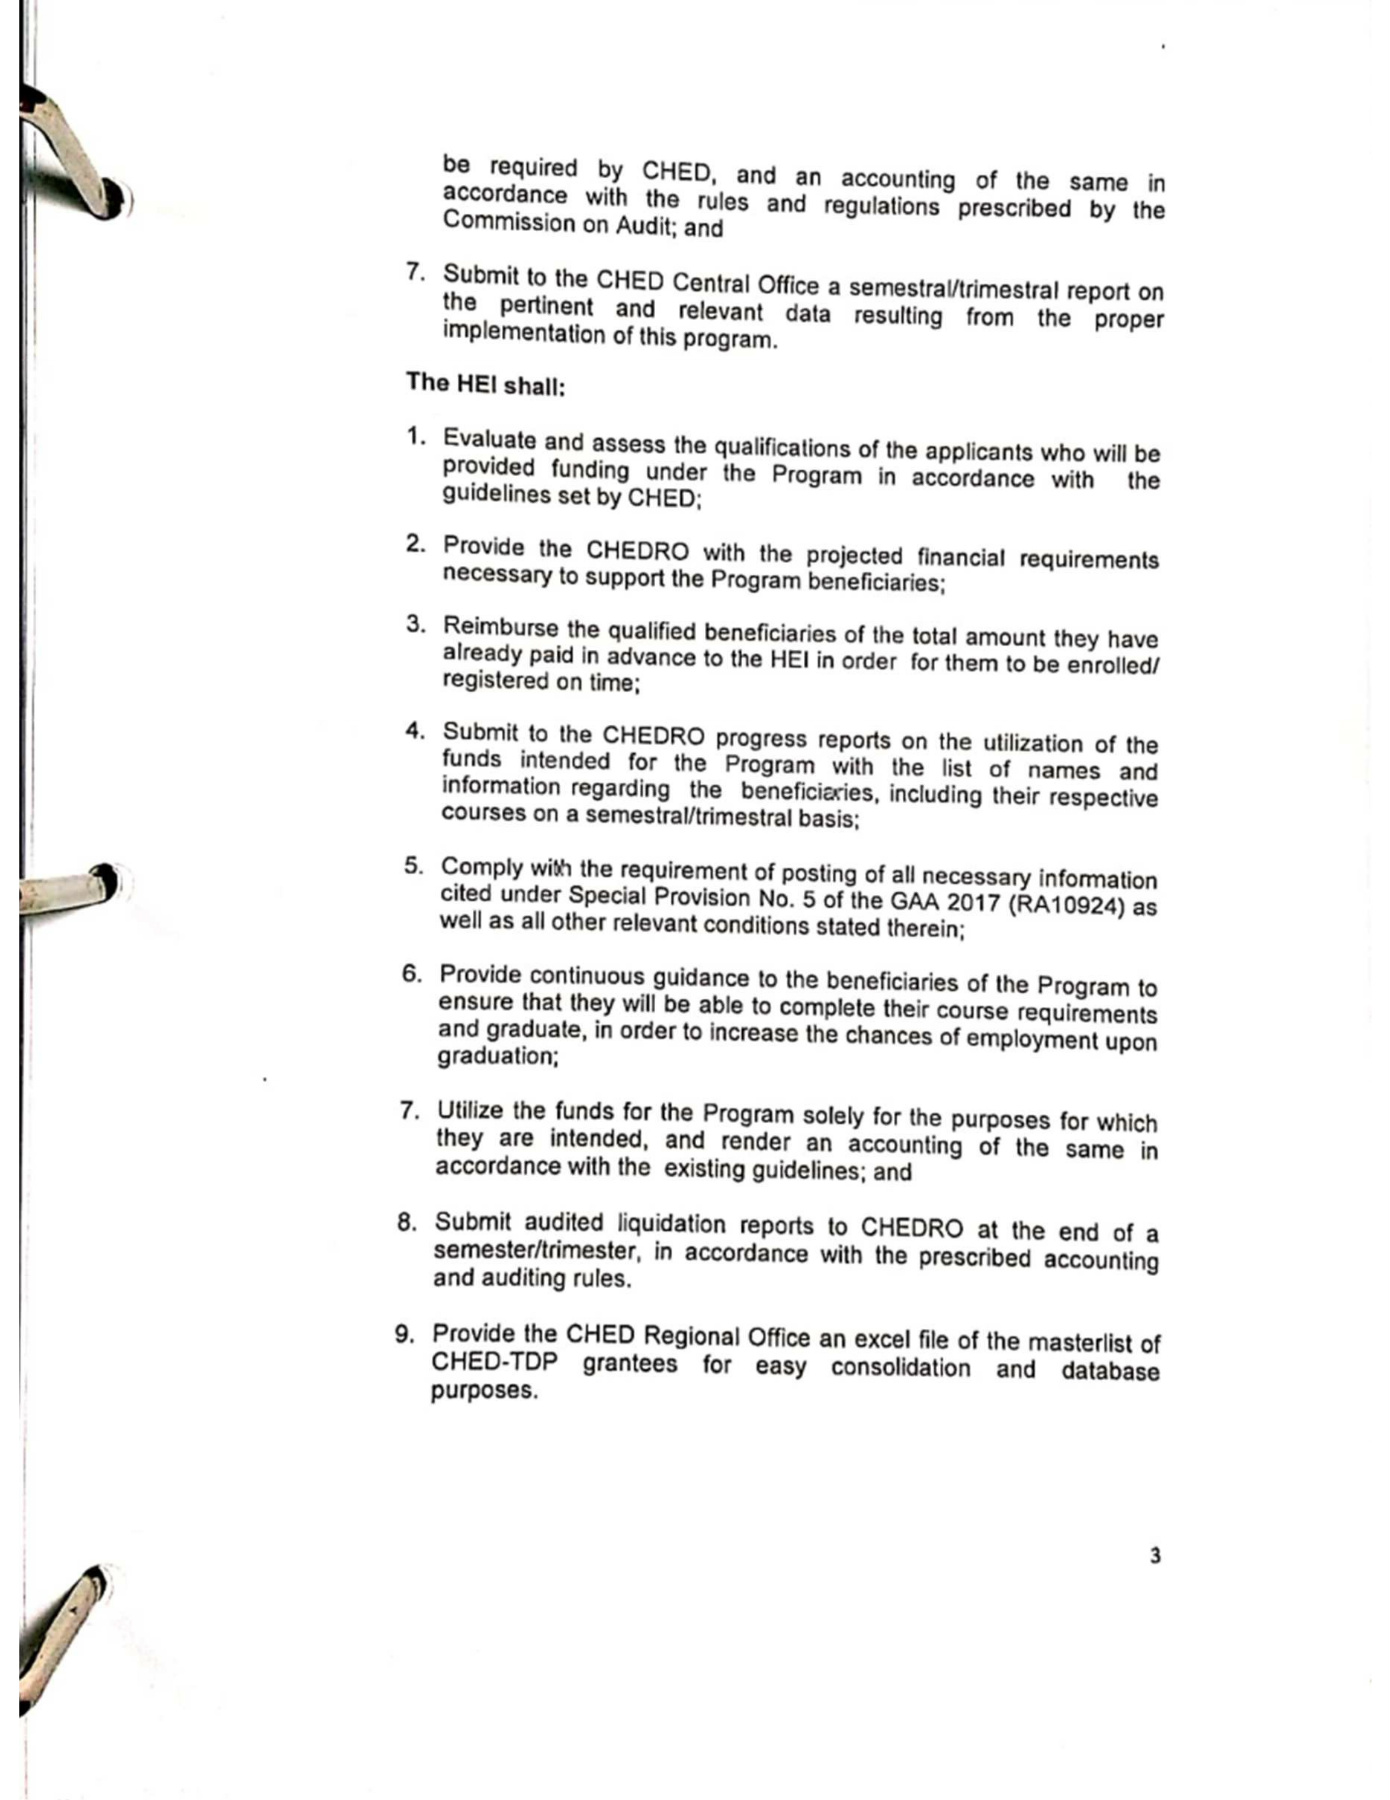 be required by CHED, and an accounting of the same in
accordance with the rules and regulations prescribed by the
Commission on Audit; and
7. Submit to the CHED Central Office a semestral/trimestral report on
the pertinent and relevant data resulting from the proper
implementation of this program.
The HEI shall:
1. Evaluate and assess the qualifications of the applicants who will be
provided funding under the Program in accordance with the
guidelines set by CHED;
2. Provide the CHEDRO with the projected financial requirements
necessary to support the Program beneficiaries;
3. Reimburse the qualified beneficiaries of the total amount they have
already paid in advance to the HEI in order for them to be enrolled/
registered on time;
4. Submit to the CHEDRO progress reports on the utilization of the
funds intended for the Program with the list of names and
information regarding the beneficiaries, including their respective
courses on a semestral/trimestral basis;
5. Comply with the requirement of posting of all necessary information
cited under Special Provision No. 5 of the GAA 2017 (RA10924) as
well as all other relevant conditions stated therein;
6. Provide continuous guidance to the beneficiaries of the Program to
ensure that they will be able to complete their course requirements
and graduate, in order to increase the chances of employment upon
graduation;
7. Utilize the funds for the Program solely for the purposes for which
they are intended, and render an accounting of the same in
accordance with the existing guidelines; and
8. Submit audited liquidation reports to CHEDRO at the end of a
semester/trimester, in accordance with the prescribed accounting
and auditing rules.
9. Provide the CHED Regional Office an excel file of the masterlist of
CHED-TDP grantees for easy consolidation and database
purposes.
3